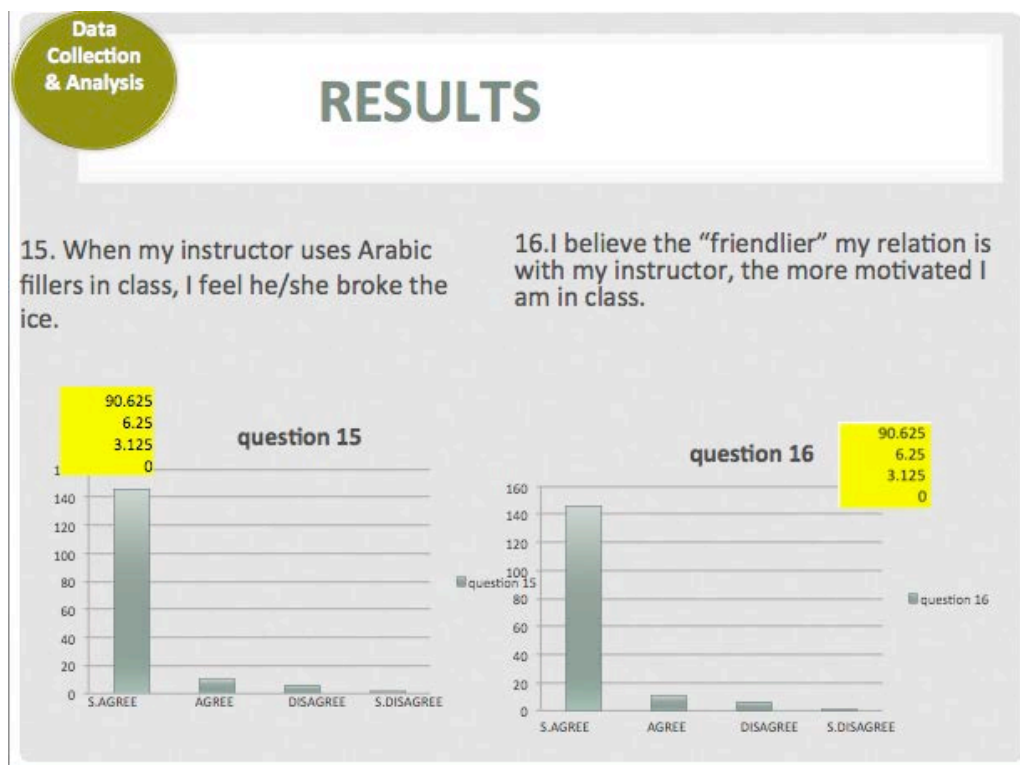 Data
Collection
& Analysis
RESULTS
15. When my instructor uses Arabic
fillers in class, I feel he/she broke the
ice.
16.I believe the “friendlier” my relation is
with my instructor, the more motivated I
am in class.
90.625
6.25
3.125
0
question 15
1
140
120
100
80
60
40
20
0
S.AGREE AGREE DISAGREE S.DISAGREE
question 15
question 16
90.625
6.25
3.125
0
160
140
120
100
80
60
40
20
0
S.AGREE AGREE DISAGREE S.DISAGREE
question 16